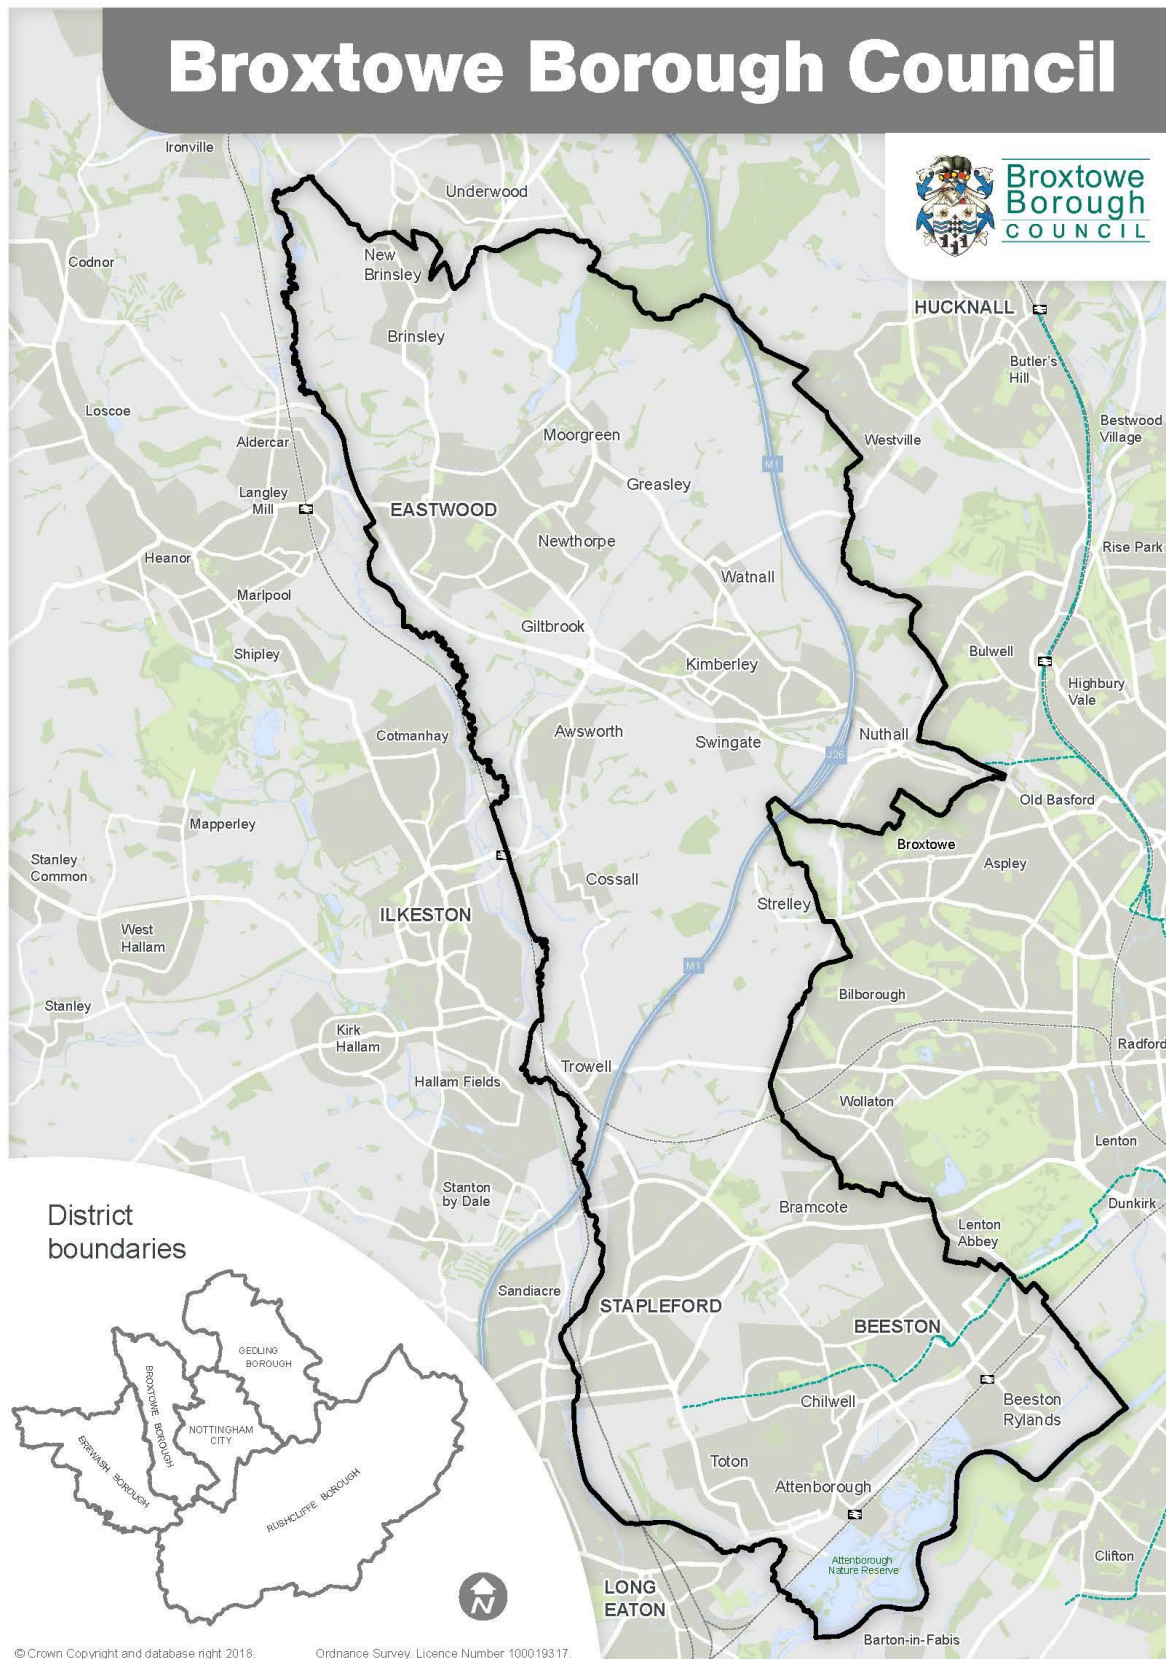 Broxtowe Borough Council
Broxtowe
Borough
COUNCIL
Ironville
Underwood
New
Brinsley
Codnor
HUCKNALL
Brinsley
Butler's
Hill
Loscoe
Bestwood
Village
Aldercar
Moorgreen
Westville
M1
Langley
Mill
Greasley
EASTWOOD
Heanor
Newthorpe
Rise Park
Marlpool
Watnall
Giltbrook
Shipley
Kimberley
Bulwell
Highbury
Vale
Cotmanhay
Awsworth
Swingate
Nuthall
J26
Mapperley
Old Basford
Broxtowe
Stanley
Common
Aspley
Cossall
Strelley
ILKESTON
West
Hallam
M1
Bilborough
Stanley
Kirk
Hallam
Radford
Trowell
Hallam Fields
Wollaton
Lenton
Stanton
by Dale
Bramcote
Dunkirk
Lenton
Abbey
Sandiacre
STAPLEFORD
BEESTON
Chilwell
Beeston
Rylands
Toton
Attenborough
Attenborough
Nature Reserve
Clifton
LONG
EATON
Barton-in-Fabis
District
boundaries
GEDLING
BOROUGH
BROXTOWE BOROUGH
NOTTINGHAM
CITY
EREWASH BOROUGH
RUSHCLIFFE BOROUGH
N
© Crown Copyright and database right 2018.
Ordnance Survey. Licence Number 100019317.